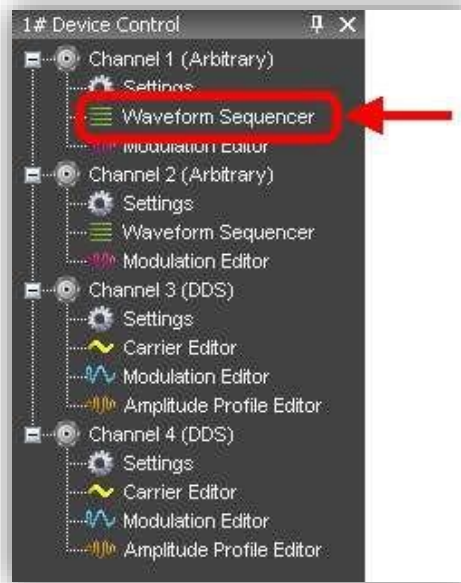 1# Device Control
Channel 1 (Arbitrary)
Settings
Waveform Sequencer
Modulation Editor
Channel 2 (Arbitrary)
Settings
Waveform Sequencer
Modulation Editor
Channel 3 (DDS)
Settings
Carrier Editor
Modulation Editor
Amplitude Profile Editor
Channel 4 (DDS)
Settings
Carrier Editor
Modulation Editor
Amplitude Profile Editor